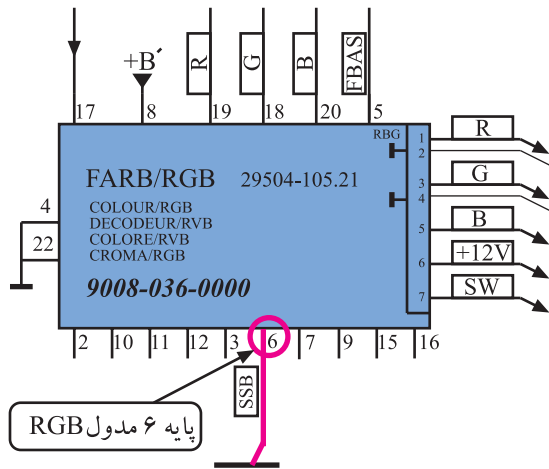 +B´
R
G
B
FBAS
17
8
19
18
20
5
RBG
1
R
2
3
G
4
5
B
6
+12V
7
SW
FARB/RGB 29504-105.21
COLOUR/RGB
DECODEUR/RVB
COLORE/RVB
CROMA/RGB
9008-036-0000
4
22
2
10
11
12
3
6
7
9
15
16
SSB
پایه ۶ مدول RGB